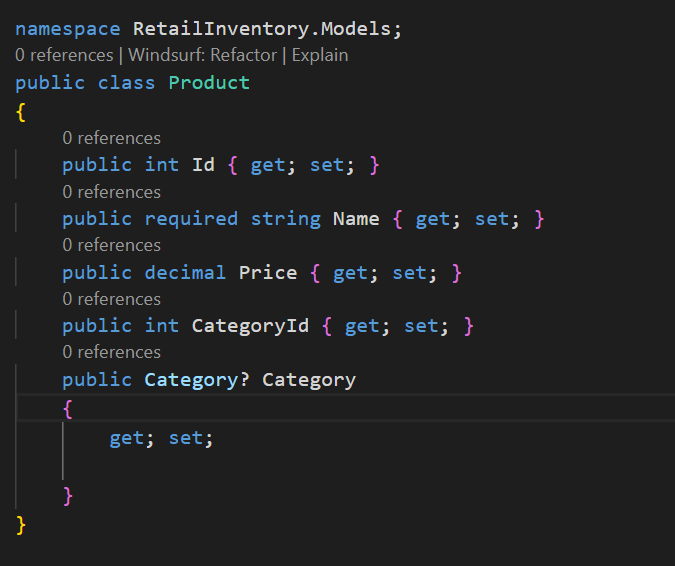 namespace RetailInventory.Models;
0 references | Windsurf: Refactor | Explain
public class Product
{
0 references
public int Id { get; set; }
0 references
public required string Name { get; set; }
0 references
public decimal Price { get; set; }
0 references
public int CategoryId { get; set; }
0 references
public Category? Category
{
get; set;
}
}